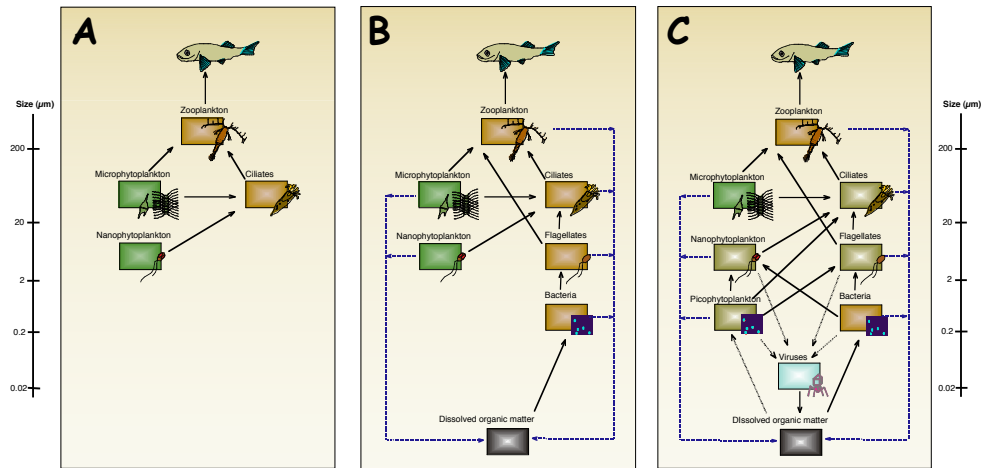 A
B
C
Size (µm)
200
20
2
0.2
0.02
Zooplankton
Microphytoplankton
Ciliates
Nanophytoplankton
Zooplankton
Microphytoplankton
Ciliates
Nanophytoplankton
Flagellates
Bacteria
Dissolved organic matter
Zooplankton
Microphytoplankton
Ciliates
Nanophytoplankton
Flagellates
Picophytoplankton
Bacteria
Viruses
DIssolved organic matter
Size (µm)
200
20
2
0.2
0.02